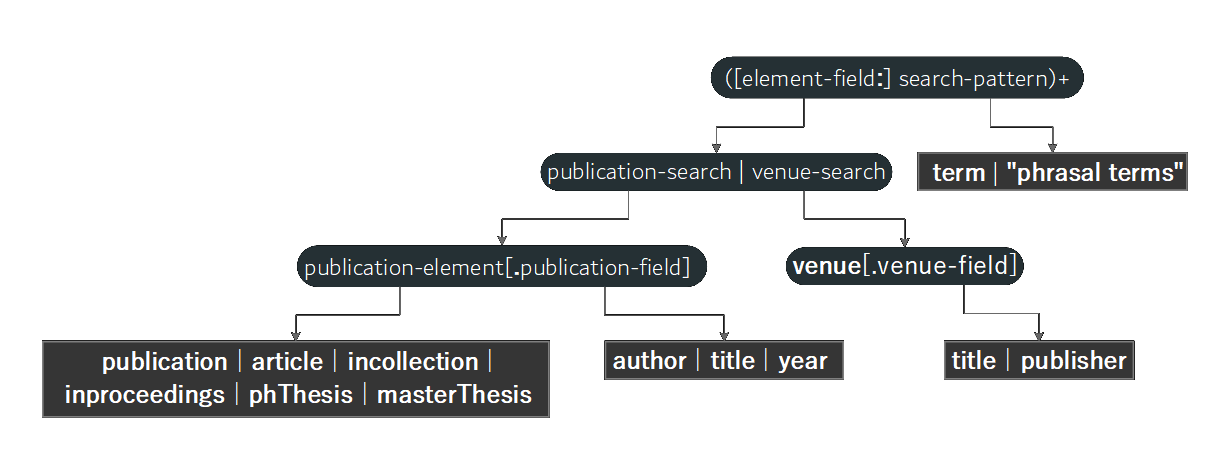 ([element-field:] search-pattern)+
publication-search | venue-search
term | "phrasal terms"
publication-element[.publication-field]
venue[.venue-field]
publication | article | incollection |
inproceedings | phThesis | masterThesis
author | title | year
title | publisher